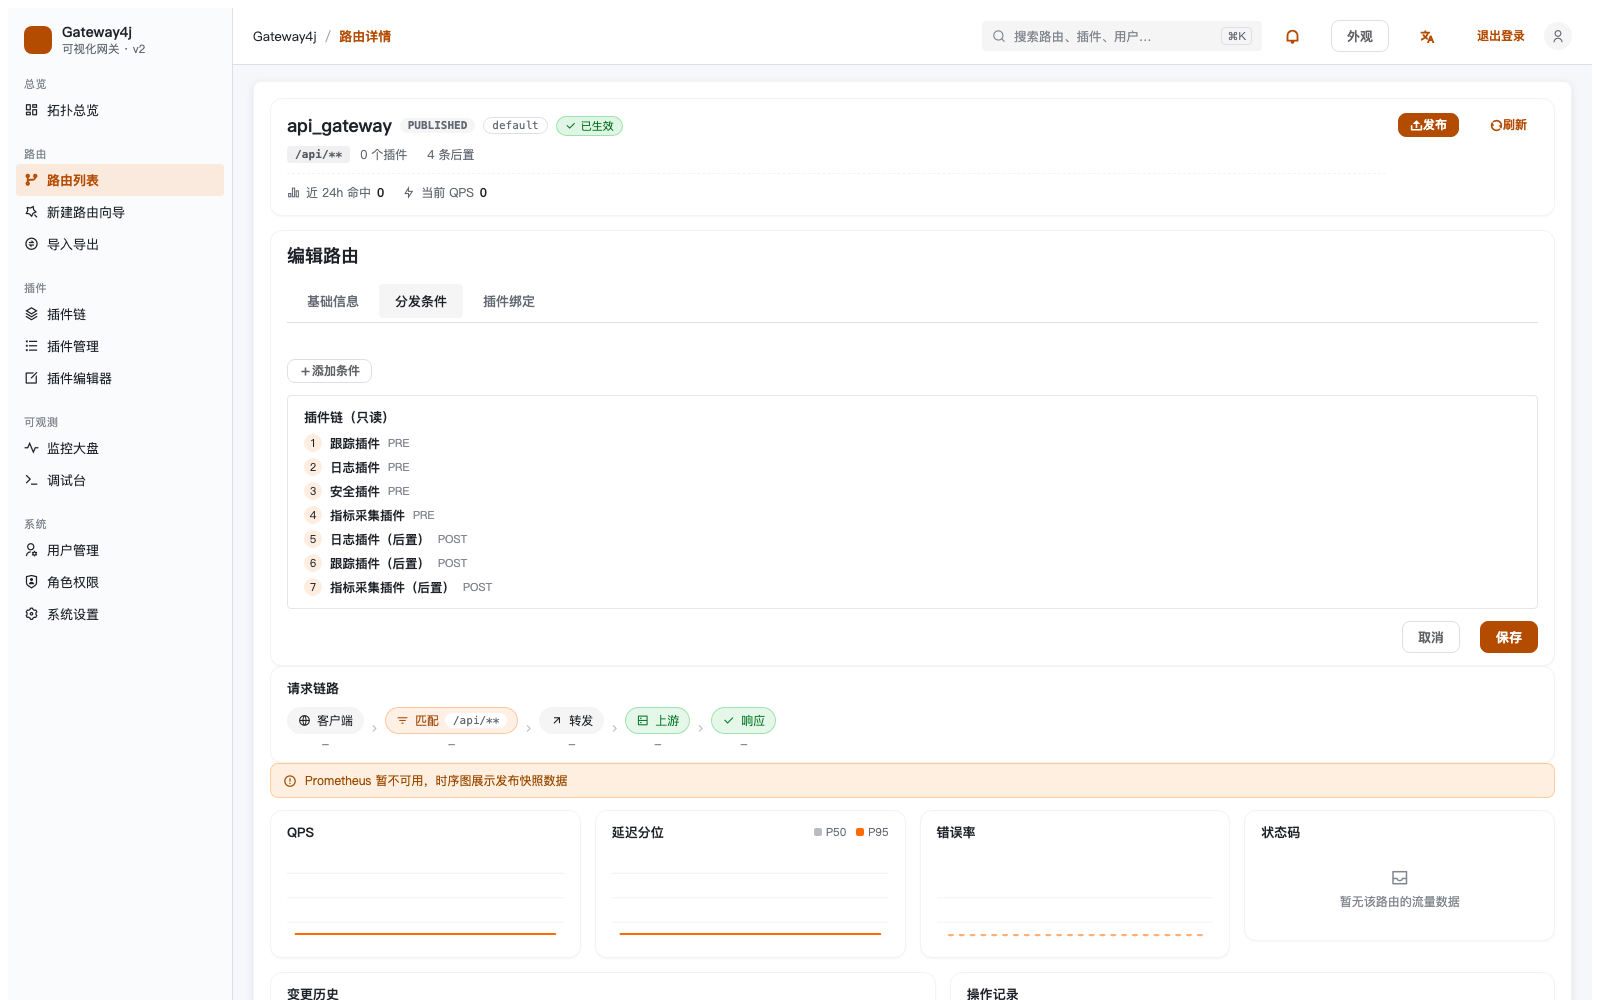 Gateway4j
可视化网关 · v2
总览
拓扑总览
路由
路由列表
新建路由向导
导入导出
插件
插件链
插件管理
插件编辑器
可观测
监控大盘
调试台
系统
用户管理
角色权限
系统设置
Gateway4j / 路由详情
搜索路由、插件、用户... ⌘K
外观
退出登录
api_gateway PUBLISHED default 已生效
发布
刷新
/api/** 0 个插件 4 条后置
近 24h 命中 0 当前 QPS 0
编辑路由
基础信息 分发条件 插件绑定
+添加条件
插件链（只读）
1 跟踪插件 PRE
2 日志插件 PRE
3 安全插件 PRE
4 指标采集插件 PRE
5 日志插件（后置） POST
6 跟踪插件（后置） POST
7 指标采集插件（后置） POST
取消 保存
请求链路
客户端 › 匹配 /api/** › 转发 › 上游 › 响应
– – – – –
Prometheus 暂不可用，时序图展示发布快照数据
QPS
延迟分位 P50 P95
错误率
状态码
暂无该路由的流量数据
变更历史
操作记录